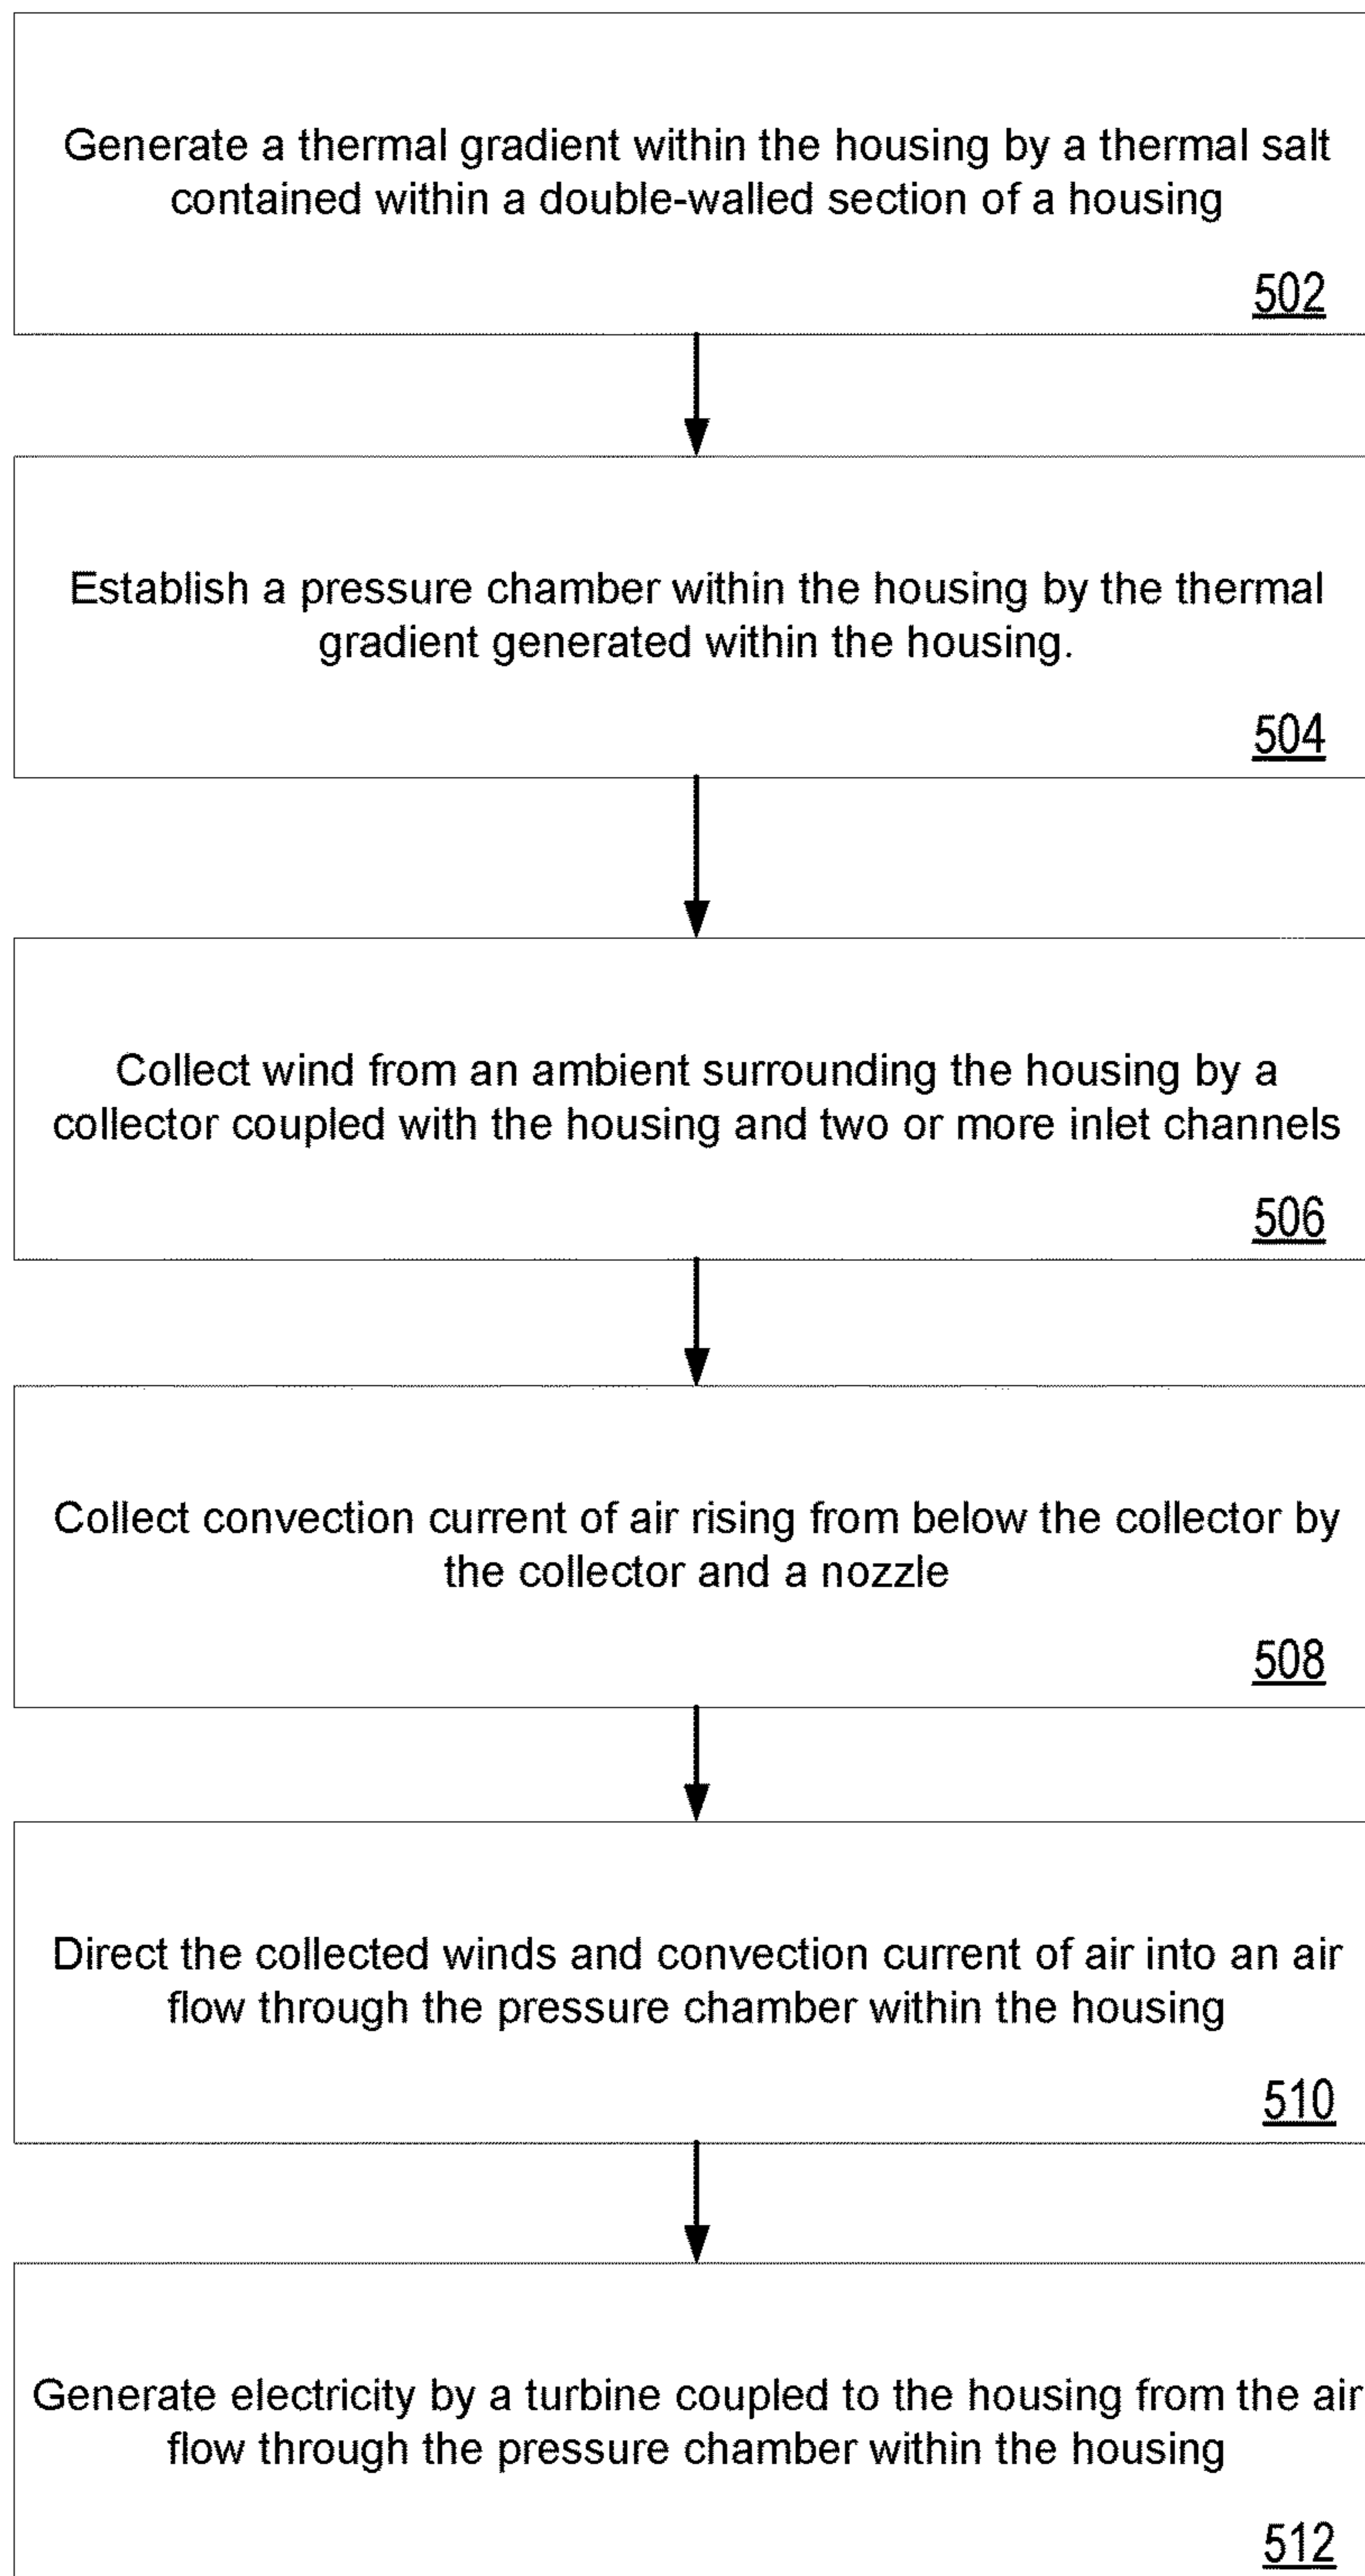 Generate a thermal gradient within the housing by a thermal salt
contained within a double-walled section of a housing
502
Establish a pressure chamber within the housing by the thermal
gradient generated within the housing.
504
Collect wind from an ambient surrounding the housing by a
collector coupled with the housing and two or more inlet channels
506
Collect convection current of air rising from below the collector by
the collector and a nozzle
508
Direct the collected winds and convection current of air into an air
flow through the pressure chamber within the housing
510
Generate electricity by a turbine coupled to the housing from the air
flow through the pressure chamber within the housing
512